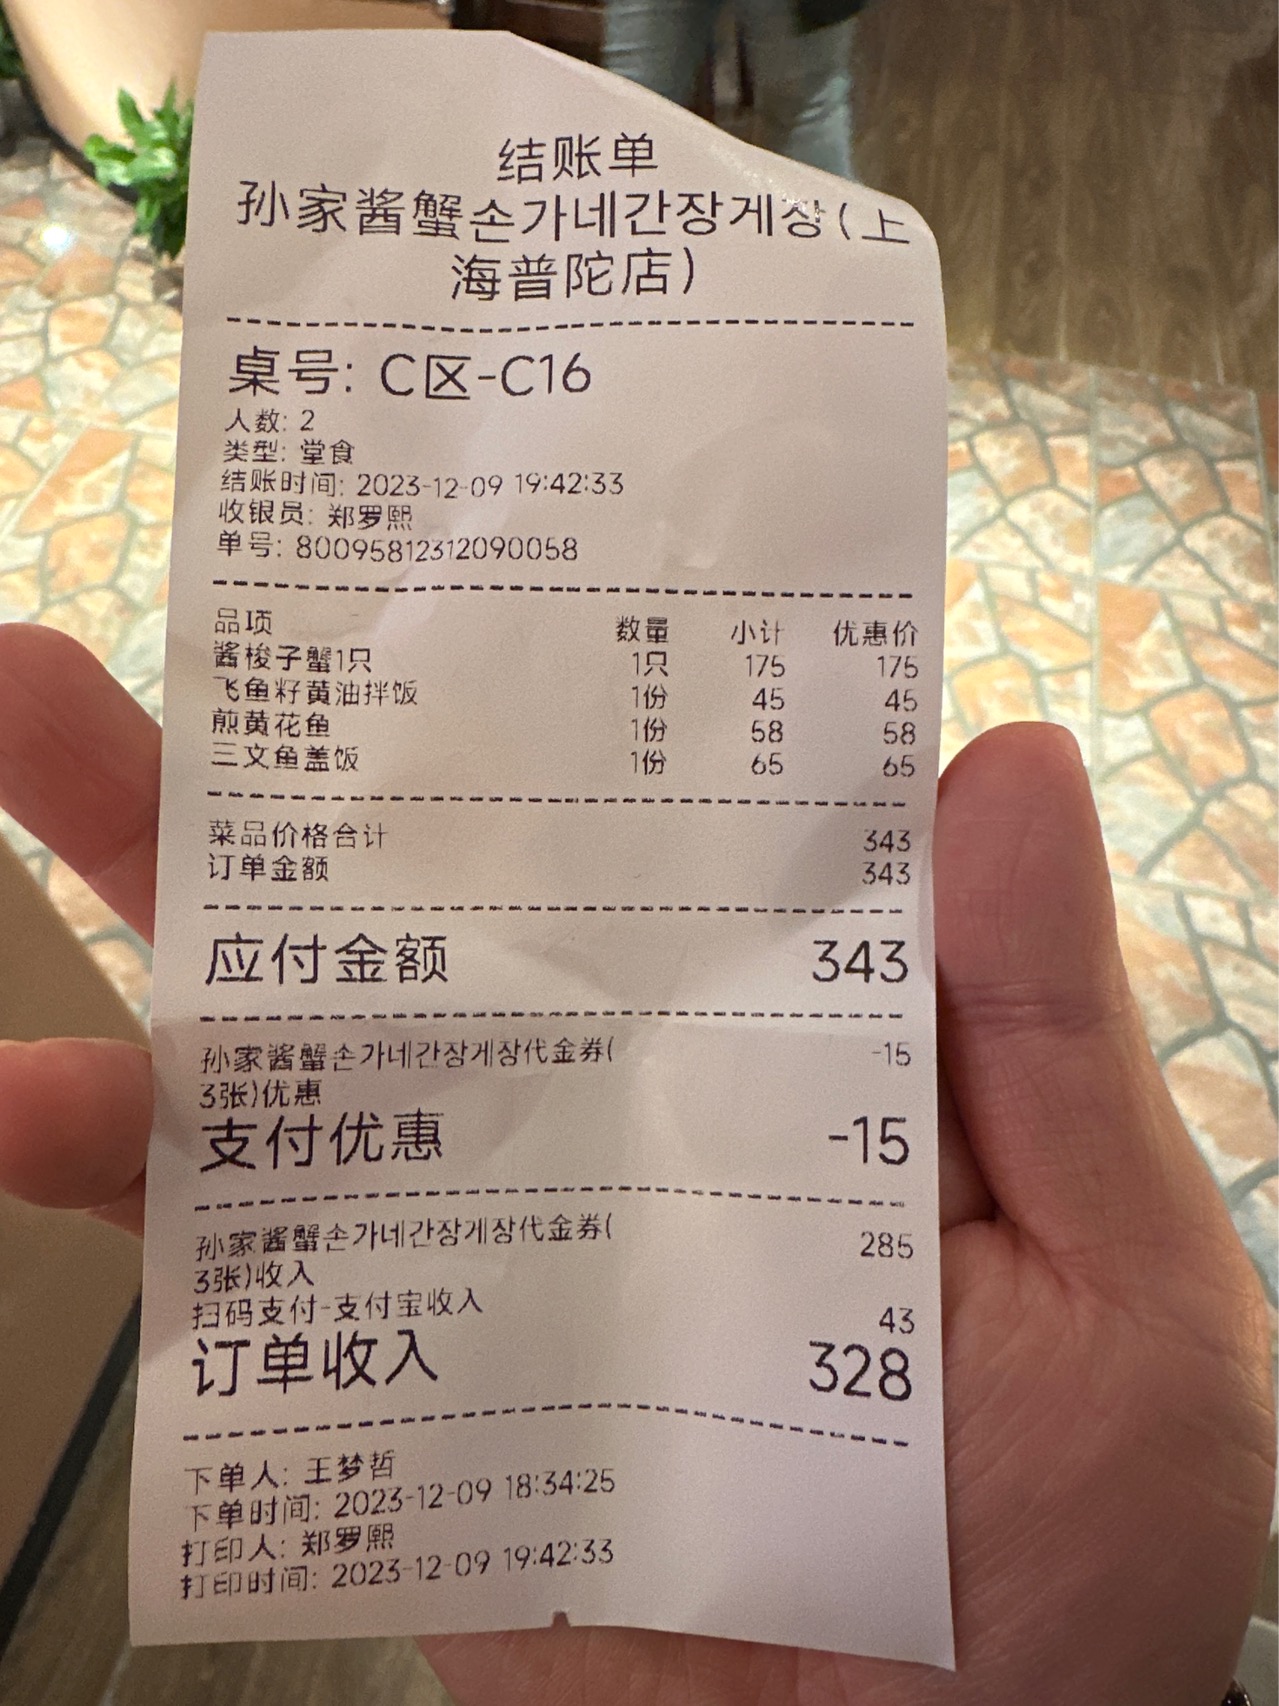 结账单
孙家酱蟹손가네간장게장(上
海普陀店)
桌号: C区-C16
人数: 2
类型: 堂食
结账时间: 2023-12-09 19:42:33
收银员: 郑罗熙
单号: 80095812312090058
品项 数量 小计 优惠价
酱梭子蟹1只 1只 175 175
飞鱼籽黄油拌饭 1份 45 45
煎黄花鱼 1份 58 58
三文鱼盖饭 1份 65 65
菜品价格合计 343
订单金额 343
应付金额 343
孙家酱蟹손가네간장게장代金券( -15
3张)优惠
支付优惠 -15
孙家酱蟹손가네간장게장代金券( 285
3张)收入
扫码支付-支付宝收入 43
订单收入 328
下单人: 王梦哲
下单时间: 2023-12-09 18:34:25
打印人: 郑罗熙
打印时间: 2023-12-09 19:42:33